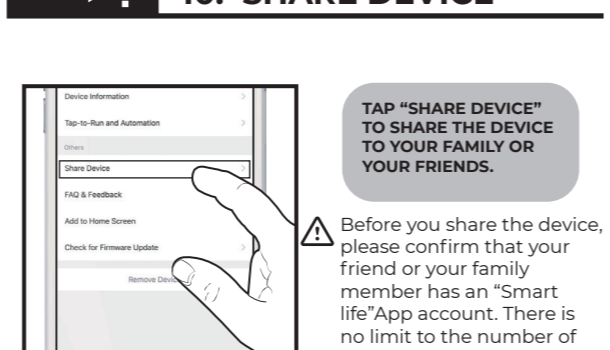 SHARE DEVICE
Device Information
Tap-to-Run and Automation
Others
Share Device
FAQ & Feedback
Add to Home Screen
Check for Firmware Update
Remove Device
TAP “SHARE DEVICE”
TO SHARE THE DEVICE
TO YOUR FAMILY OR
YOUR FRIENDS.
Before you share the device,
please confirm that your
friend or your family
member has an “Smart
life”App account. There is
no limit to the number of